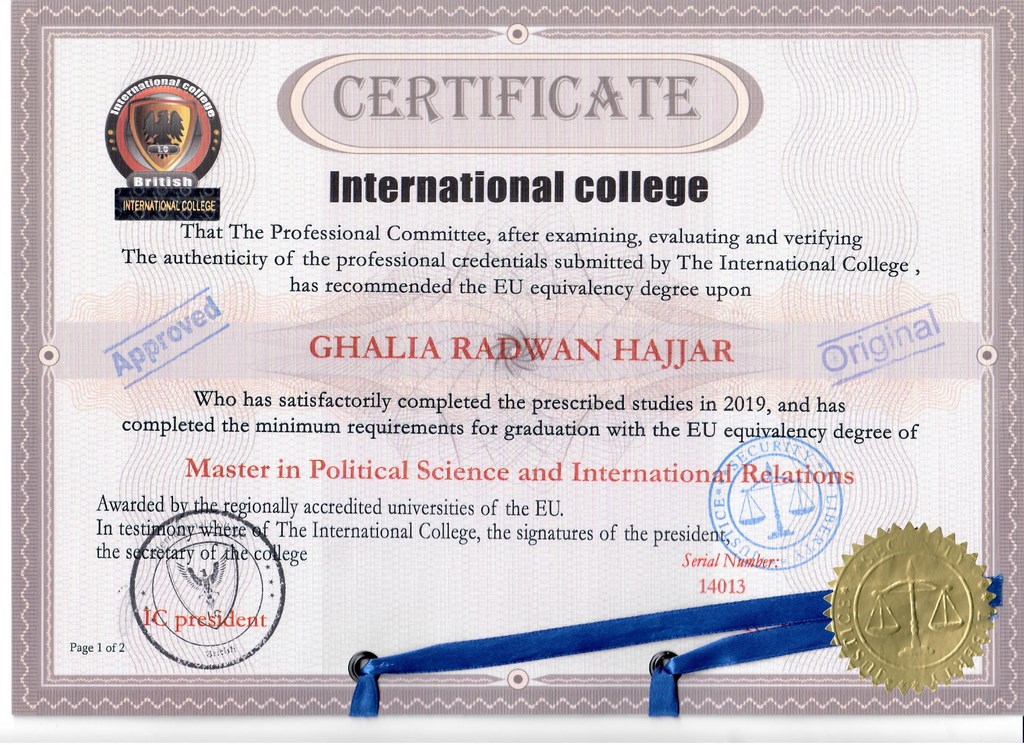 CERTIFICATE
International college
British
INTERNATIONAL COLLEGE
International college
That The Professional Committee, after examining, evaluating and verifying
The authenticity of the professional credentials submitted by The International College ,
has recommended the EU equivalency degree upon
Approved
Original
GHALIA RADWAN HAJJAR
Who has satisfactorily completed the prescribed studies in 2019, and has
completed the minimum requirements for graduation with the EU equivalency degree of
Master in Political Science and International Relations
SECURITY LIBERTY JUSTICE
Awarded by the regionally accredited universities of the EU.
In testimony where of The International College, the signatures of the president,
the secretary of the college
Serial Number:
14013
IC president
British
JUSTICE
Page 1 of 2